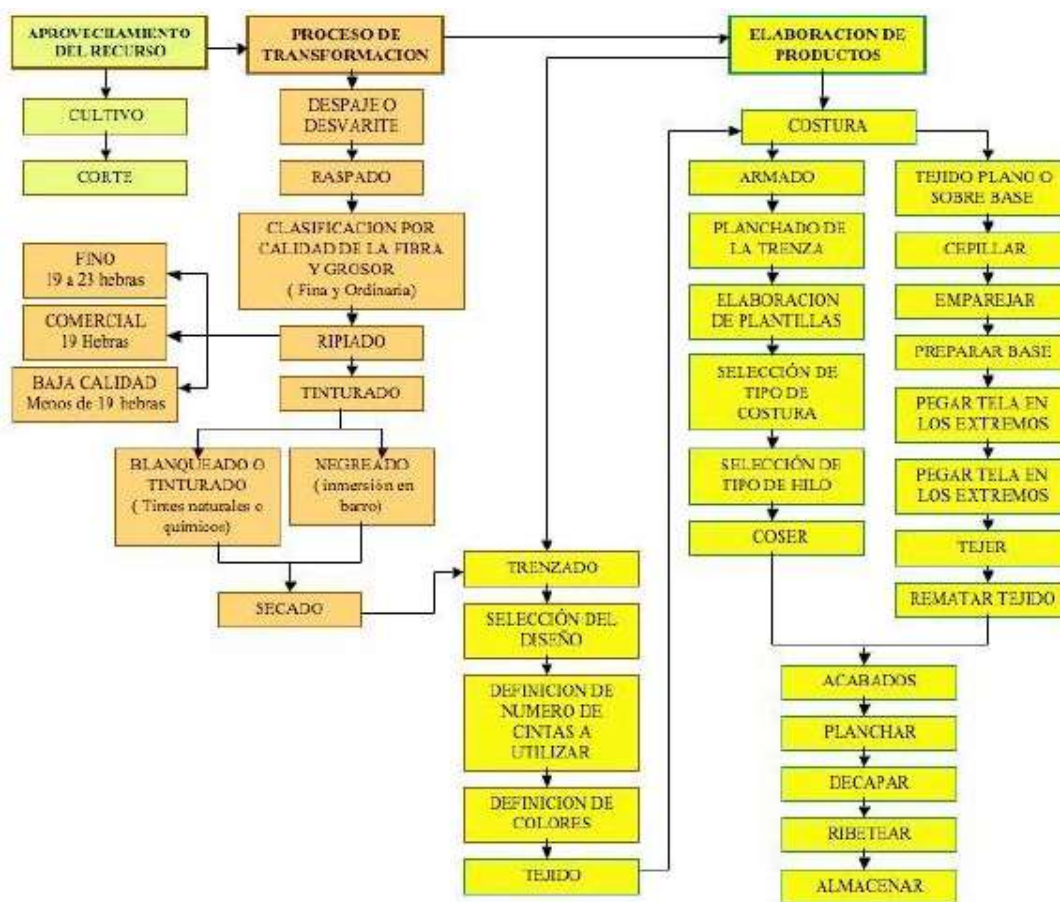 APROVECHAMIENTO
DEL RECURSO
CULTIVO
CORTE
PROCESO DE
TRANSFORMACION
DESPAJE O
DESVARITE
RASPADO
CLASIFICACION POR
CALIDAD DE LA FIBRA
Y GROSOR
( Fina y Ordinaria)
RIPIADO
FINO
19 a 23 hebras
COMERCIAL
19 Hebras
BAJA CALIDAD
Menos de 19 hebras
TINTURADO
BLANQUEADO O
TINTURADO
( Tintes naturales o
químicos)
NEGREADO
( inmersión en
barro)
SECADO
ELABORACION DE
PRODUCTOS
TRENZADO
SELECCIÓN DEL
DISEÑO
DEFINICION DE
NUMERO DE
CINTAS A
UTILIZAR
DEFINICION DE
COLORES
TEJIDO
COSTURA
ARMADO
PLANCHADO DE
LA TRENZA
ELABORACION
DE PLANTILLAS
SELECCIÓN DE
TIPO DE
COSTURA
SELECCIÓN DE
TIPO DE HILO
COSER
TEJIDO PLANO O
SOBRE BASE
CEPILLAR
EMPAREJAR
PREPARAR BASE
PEGAR TELA EN
LOS EXTREMOS
PEGAR TELA EN
LOS EXTREMOS
TEJER
REMATAR TEJIDO
ACABADOS
PLANCHAR
DECAPAR
RIBETEAR
ALMACENAR